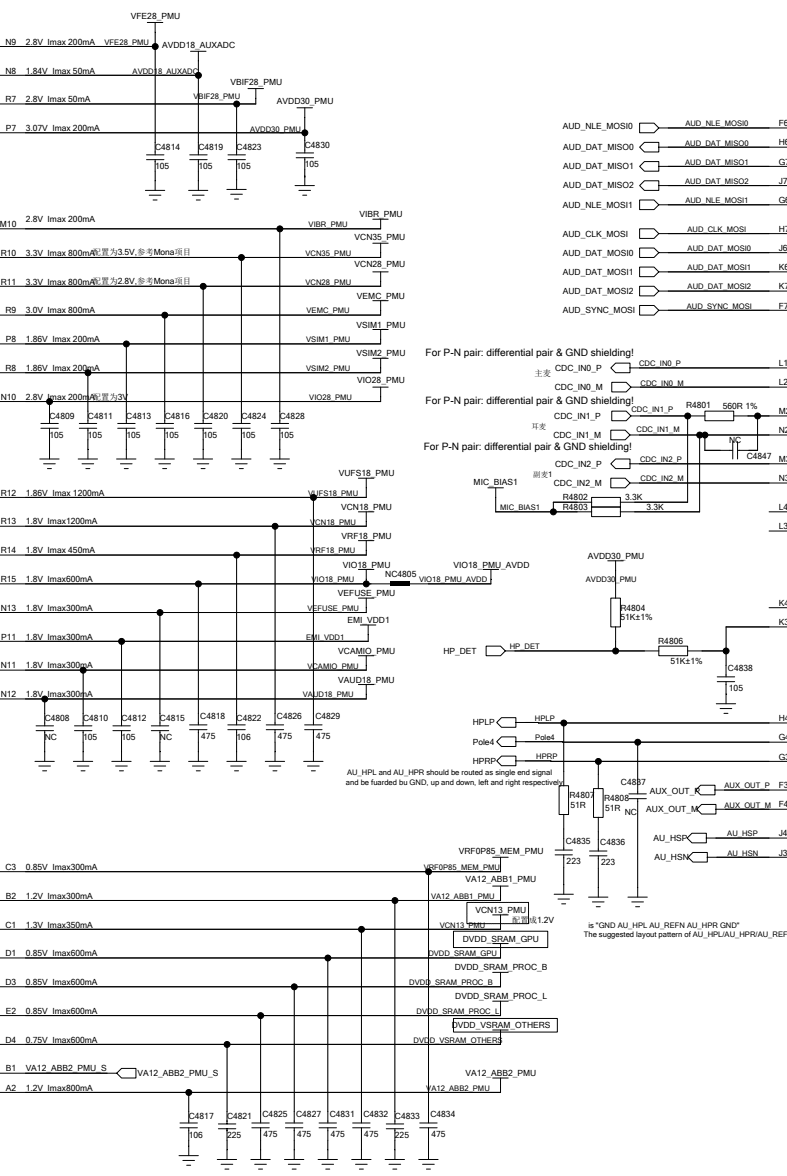 VFE28_PMU
N9 2.8V Imax 200mA VFE28_PMU AVDD18_AUXADC
N8 1.84V Imax 50mA AVDD18_AUXADC
VBIF28_PMU
R7 2.8V Imax 50mA VBIF28_PMU
AVDD30_PMU
P7 3.07V Imax 200mA AVDD30_PMU
C4814 C4819 C4823 C4830
105 105 105 105
M10 2.8V Imax 200mA VIBR_PMU VIBR_PMU
VCN35_PMU
R10 3.3V Imax 800mA配置为3.5V,参考Mona项目 VCN35_PMU
VCN28_PMU
R11 3.3V Imax 800mA配置为2.8V,参考Mona项目 VCN28_PMU
VEMC_PMU
R9 3.0V Imax 800mA VEMC_PMU
VSIM1_PMU
P8 1.86V Imax 200mA VSIM1_PMU
VSIM2_PMU
R8 1.86V Imax 200mA VSIM2_PMU
VIO28_PMU
N10 2.8V Imax 200mA配置为3V VIO28_PMU
C4809 C4811 C4813 C4816 C4820 C4824 C4828
105 105 105 105 105 105 105
VUFS18_PMU
R12 1.86V Imax 1200mA VUFS18_PMU
VCN18_PMU
R13 1.8V Imax1200mA VCN18_PMU
VRF18_PMU
R14 1.8V Imax 450mA VRF18_PMU
VIO18_PMU NC4805 VIO18_PMU_AVDD
R15 1.8V Imax600mA VIO18_PMU VIO18_PMU_AVDD
VEFUSE_PMU
N13 1.8V Imax300mA VEFUSE_PMU
EMI_VDD1
P11 1.8V Imax300mA EMI_VDD1
VCAMIO_PMU
N11 1.8V Imax300mA VCAMIO_PMU
VAUD18_PMU
N12 1.8V Imax300mA VAUD18_PMU
C4808 C4810 C4812 C4815 C4818 C4822 C4826 C4829
NC 105 105 NC 475 106 475 475
VRF0P85_MEM_PMU
C3 0.85V Imax300mA VRF0P85_MEM_PMU
VA12_ABB1_PMU
B2 1.2V Imax300mA VA12_ABB1_PMU
VCN13_PMU
配置成1.2V
C1 1.3V Imax350mA VCN13_PMU
DVDD_SRAM_GPU
D1 0.85V Imax600mA DVDD_SRAM_GPU
DVDD_SRAM_PROC_B
D3 0.85V Imax600mA DVDD_SRAM_PROC_B
DVDD_SRAM_PROC_L
E2 0.85V Imax600mA DVDD_SRAM_PROC_L
DVDD_VSRAM_OTHERS
D4 0.75V Imax600mA DVDD_VSRAM_OTHERS
B1 VA12_ABB2_PMU_S VA12_ABB2_PMU_S
VA12_ABB2_PMU
A2 1.2V Imax800mA VA12_ABB2_PMU
C4817 C4821 C4825 C4827 C4831 C4832 C4833 C4834
106 225 475 475 475 475 225 475
AUD_NLE_MOSI0 AUD_NLE_MOSI0 F6
AUD_DAT_MISO0 AUD_DAT_MISO0 H6
AUD_DAT_MISO1 AUD_DAT_MISO1 G7
AUD_DAT_MISO2 AUD_DAT_MISO2 J7
AUD_NLE_MOSI1 AUD_NLE_MOSI1 G6
AUD_CLK_MOSI AUD_CLK_MOSI H7
AUD_DAT_MOSI0 AUD_DAT_MOSI0 J6
AUD_DAT_MOSI1 AUD_DAT_MOSI1 K6
AUD_DAT_MOSI2 AUD_DAT_MOSI2 K7
AUD_SYNC_MOSI AUD_SYNC_MOSI F7
For P-N pair: differential pair & GND shielding!
主麦 CDC_IN0_P CDC_IN0_P L1
CDC_IN0_M CDC_IN0_M L2
For P-N pair: differential pair & GND shielding!
R4801 560R 1%
CDC_IN1_P CDC_IN1_P
耳麦 CDC_IN1_M CDC_IN1_M N2
For P-N pair: differential pair & GND shielding!
NC
C4847
CDC_IN2_P CDC_IN2_P
副麦1
CDC_IN2_M CDC_IN2_M N3
MIC_BIAS1
R4802 3.3K
MIC_BIAS1 R4803 3.3K L4
L3
AVDD30_PMU
AVDD30_PMU
R4804 K4
51K±1% K3
HP_DET HP_DET R4806
51K±1%
C4838
105
HPLP HPLP H4
Pole4 Pole4 G4
HPRP HPRP G3
AU_HPL and AU_HPR should be routed as single end signal
and be fuarded bu GND, up and down, left and right respectively
C4837
R4807 R4808
51R 51R NC
AUX_OUT_P AUX_OUT_P F3
AUX_OUT_M AUX_OUT_M F4
C4835 C4836
223 223
AU_HSP AU_HSP J4
AU_HSN AU_HSN J3
is "GND AU_HPL AU_REFN AU_HPR GND"
The suggested layout pattern of AU_HPL/AU_HPR/AU_REF